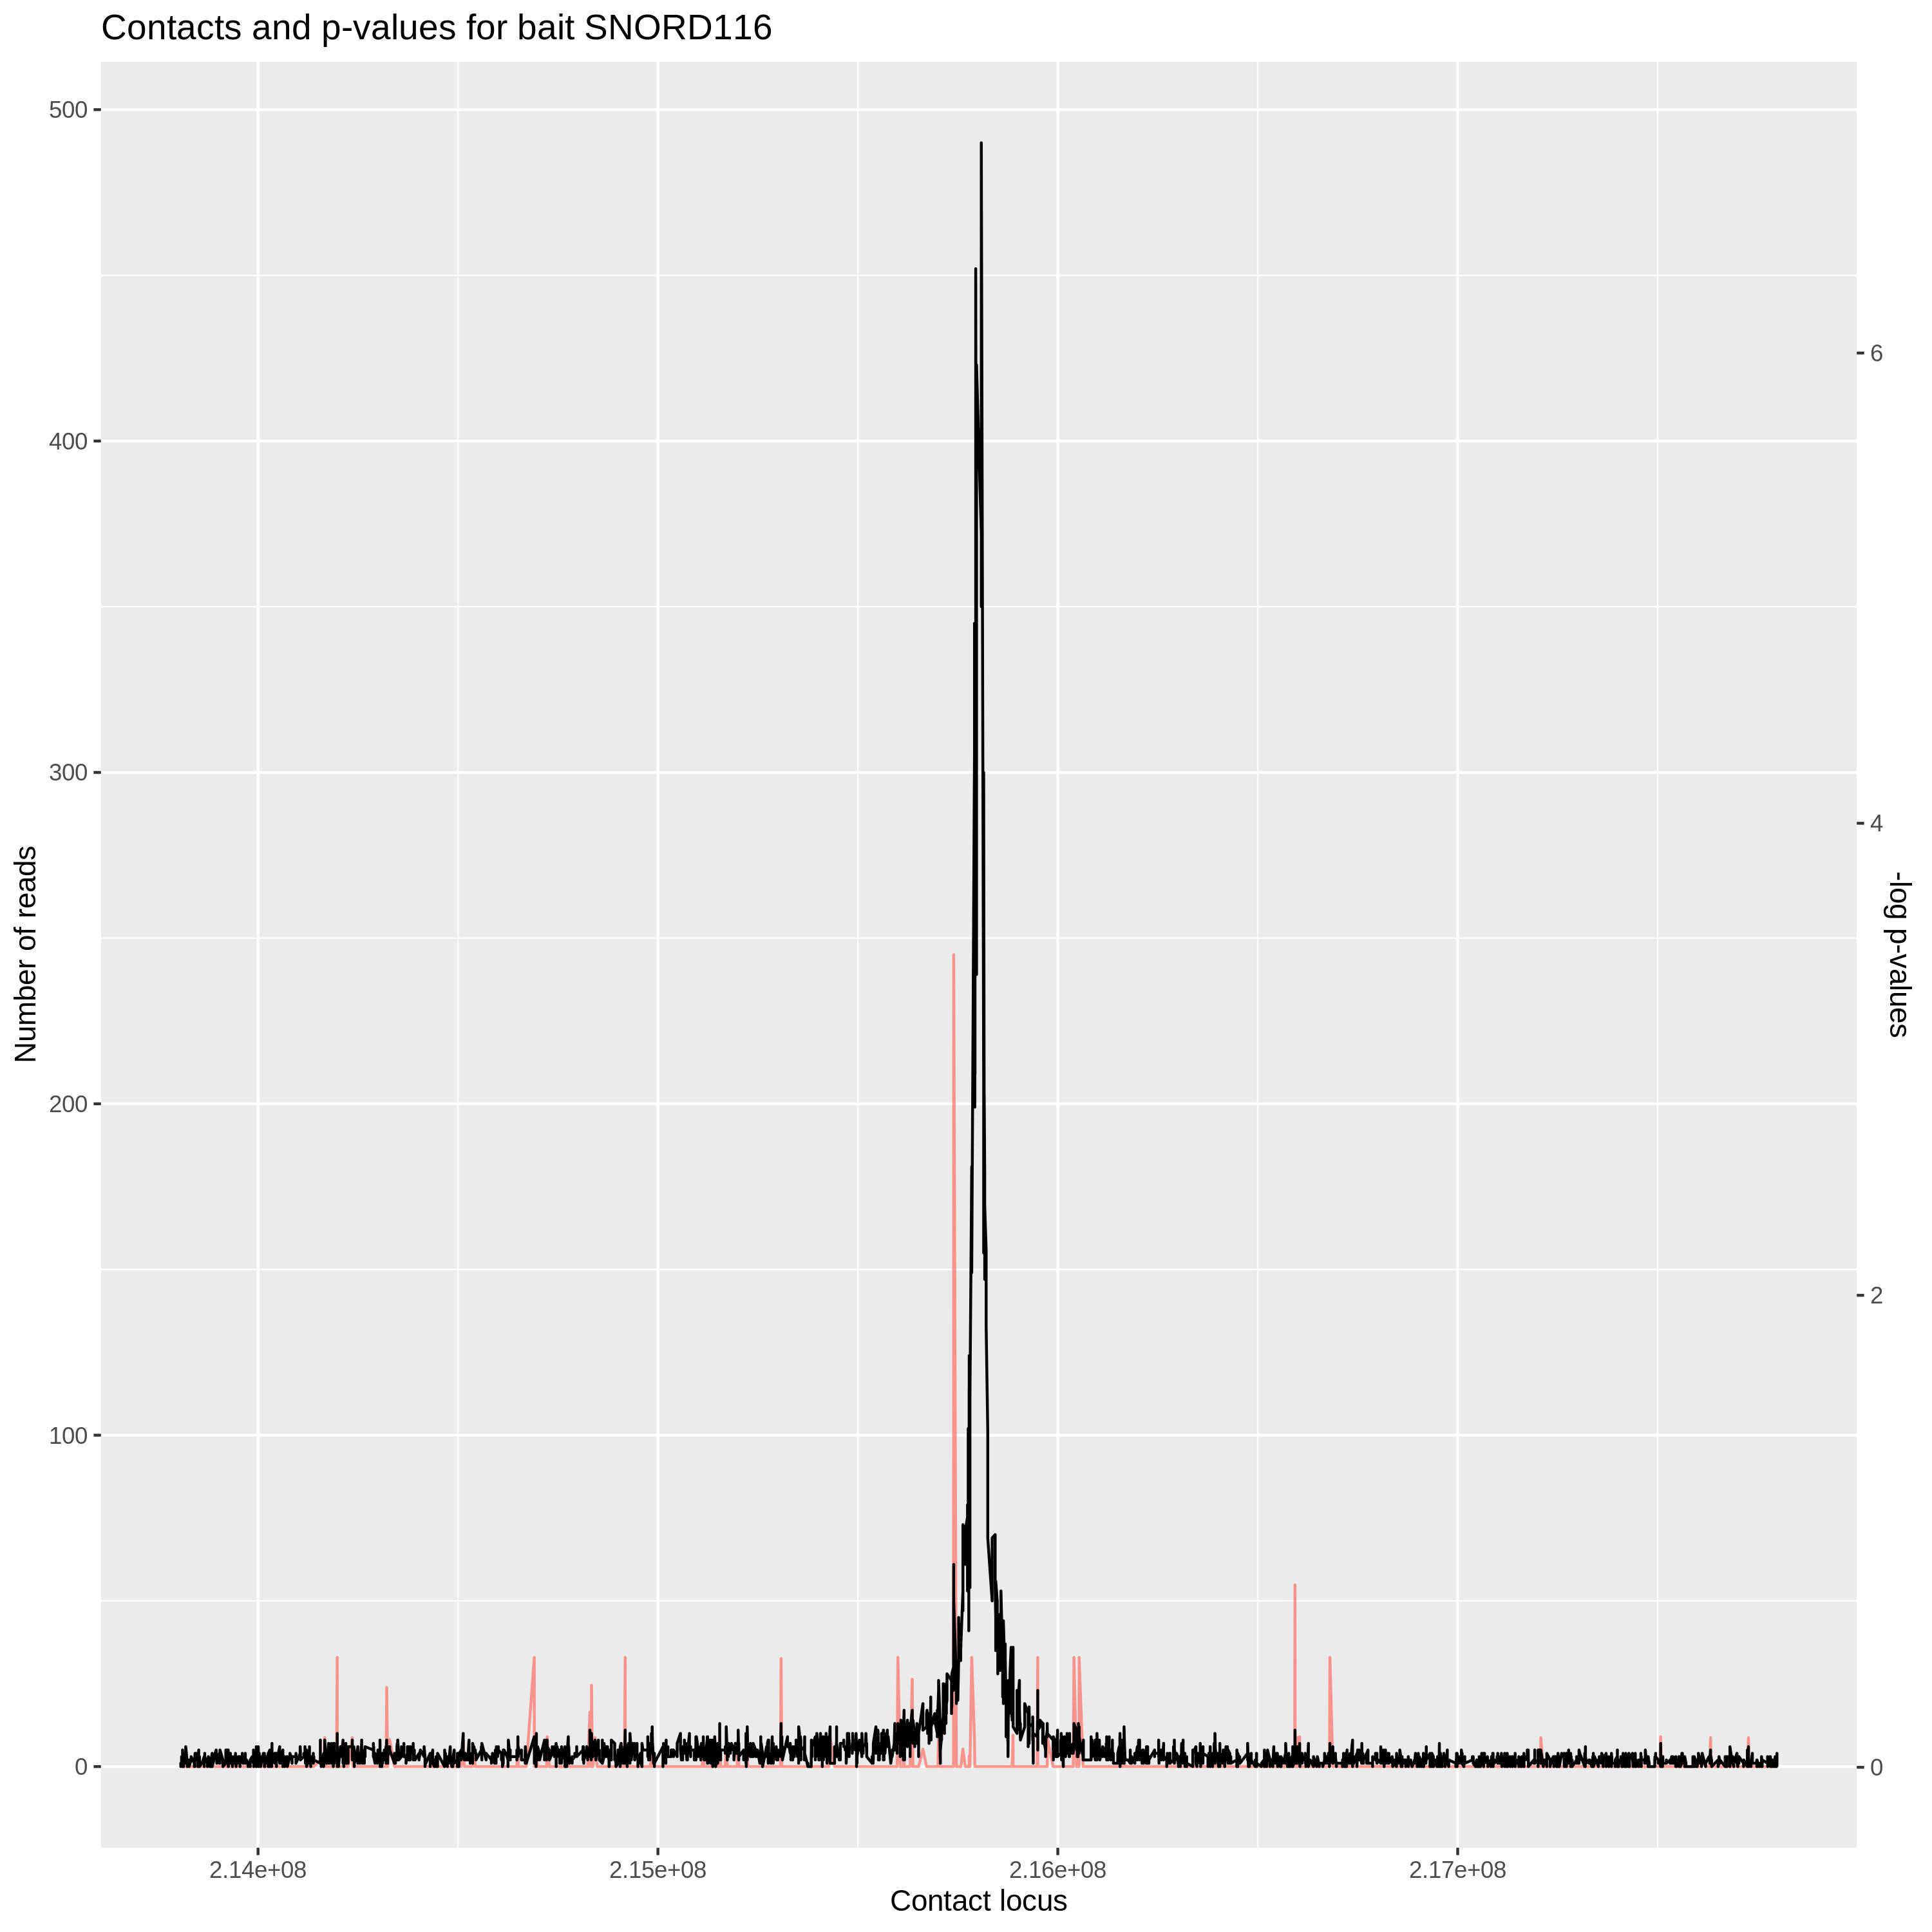 Contacts and p-values for bait SNORD116
500
400
300
200
100
0
Number of reads
6
4
2
0
-log p-values
2.14e+08 2.15e+08 2.16e+08 2.17e+08
Contact locus